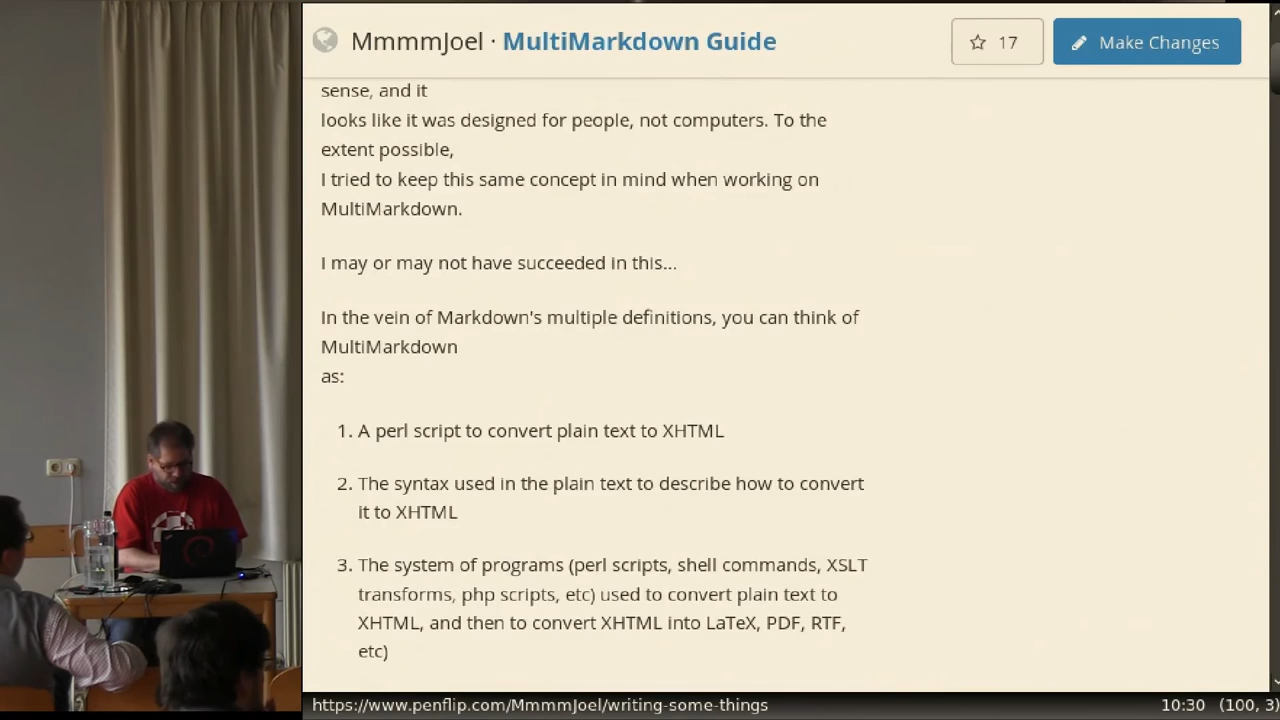 MmmmJoel · MultiMarkdown Guide
17
Make Changes
sense, and it
looks like it was designed for people, not computers. To the
extent possible,
I tried to keep this same concept in mind when working on
MultiMarkdown.
I may or may not have succeeded in this...
In the vein of Markdown's multiple definitions, you can think of
MultiMarkdown
as:
1. A perl script to convert plain text to XHTML
2. The syntax used in the plain text to describe how to convert
it to XHTML
3. The system of programs (perl scripts, shell commands, XSLT
transforms, php scripts, etc) used to convert plain text to
XHTML, and then to convert XHTML into LaTeX, PDF, RTF,
etc)
https://www.penflip.com/MmmmJoel/writing-some-things
10:30 (100, 3)